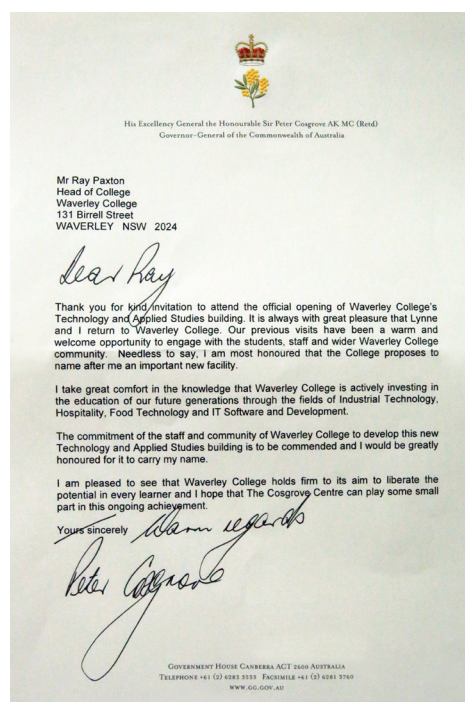 His Excellency General the Honourable Sir Peter Cosgrove AK MC (Retd)
Governor-General of the Commonwealth of Australia
Mr Ray Paxton
Head of College
Waverley College
131 Birrell Street
WAVERLEY NSW 2024
Dear Ray
Thank you for kind invitation to attend the official opening of Waverley College's
Technology and Applied Studies building. It is always with great pleasure that Lynne
and I return to Waverley College. Our previous visits have been a warm and
welcome opportunity to engage with the students, staff and wider Waverley College
community. Needless to say, I am most honoured that the College proposes to
name after me an important new facility.
I take great comfort in the knowledge that Waverley College is actively investing in
the education of our future generations through the fields of Industrial Technology,
Hospitality, Food Technology and IT Software and Development.
The commitment of the staff and community of Waverley College to develop this new
Technology and Applied Studies building is to be commended and I would be greatly
honoured for it to carry my name.
I am pleased to see that Waverley College holds firm to its aim to liberate the
potential in every learner and I hope that The Cosgrove Centre can play some small
part in this ongoing achievement.
Yours sincerely Warm regards
Peter Cosgrove
Government House Canberra ACT 2600 Australia
Telephone +61 (2) 6283 3533 Facsimile +61 (2) 6281 3760
www.gg.gov.au